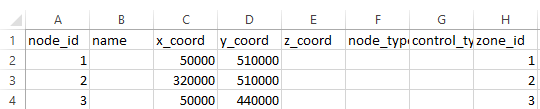 A B C D E F G H
1 node_id name x_coord y_coord z_coord node_type control_ty zone_id
2 1 50000 510000 1
3 2 320000 510000 2
4 3 50000 440000 3